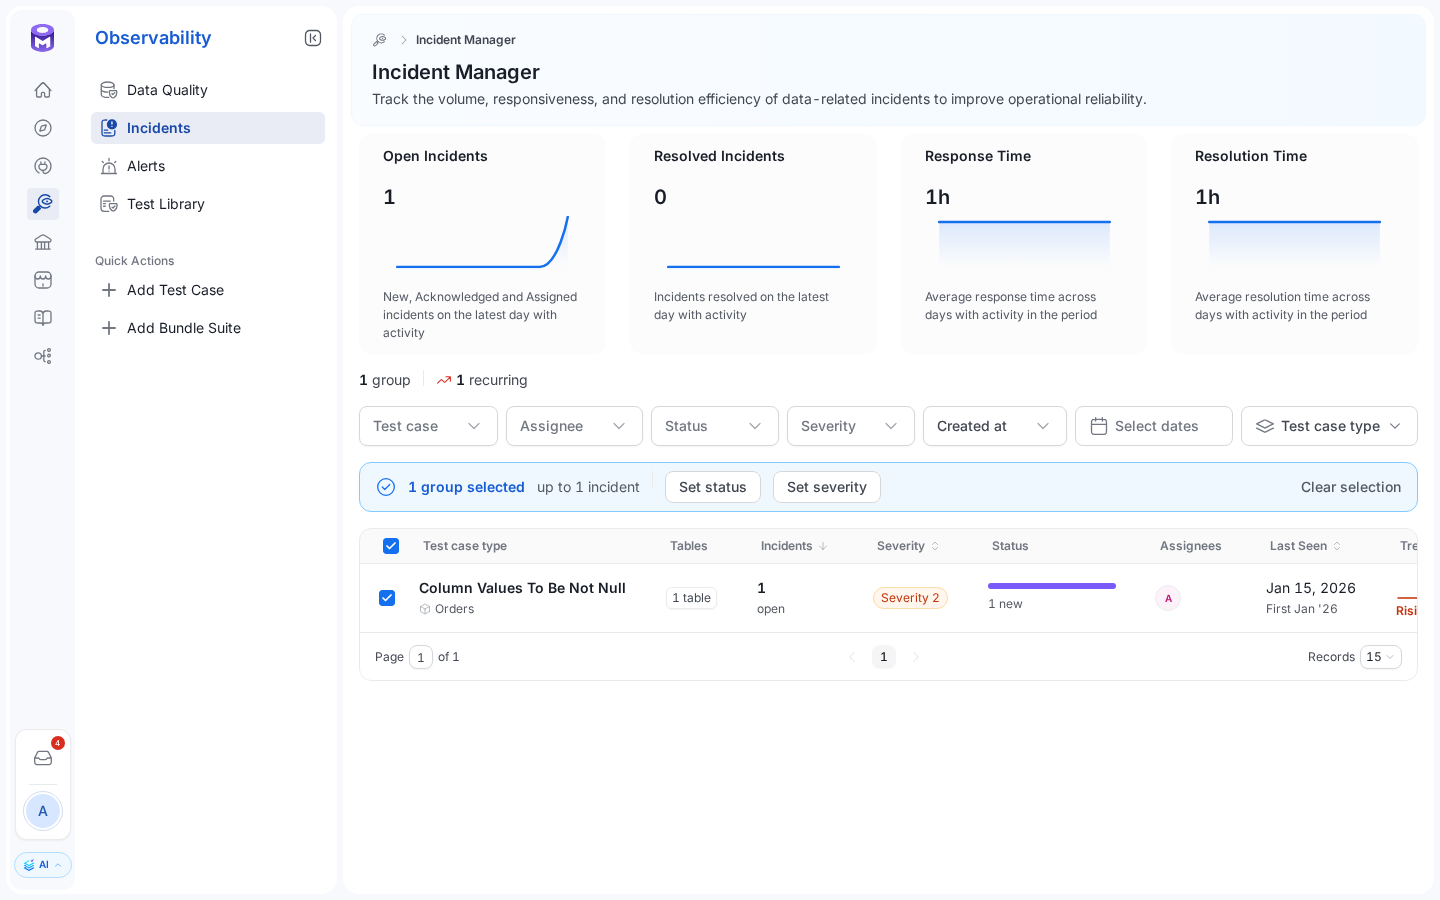 Observability
Data Quality
Incidents
Alerts
Test Library
Quick Actions
Add Test Case
Add Bundle Suite
4
A
AI
Incident Manager
Incident Manager
Track the volume, responsiveness, and resolution efficiency of data-related incidents to improve operational reliability.
Open Incidents
1
New, Acknowledged and Assigned
incidents on the latest day with
activity
Resolved Incidents
0
Incidents resolved on the latest
day with activity
Response Time
1h
Average response time across
days with activity in the period
Resolution Time
1h
Average resolution time across
days with activity in the period
1 group 1 recurring
Test case Assignee Status Severity Created at Select dates Test case type
1 group selected up to 1 incident Set status Set severity Clear selection
Test case type Tables Incidents Severity Status Assignees Last Seen Tre
Column Values To Be Not Null
Orders
1 table
1
open
Severity 2
1 new
A
Jan 15, 2026
First Jan '26
Risi
Page 1 of 1 1 Records 15